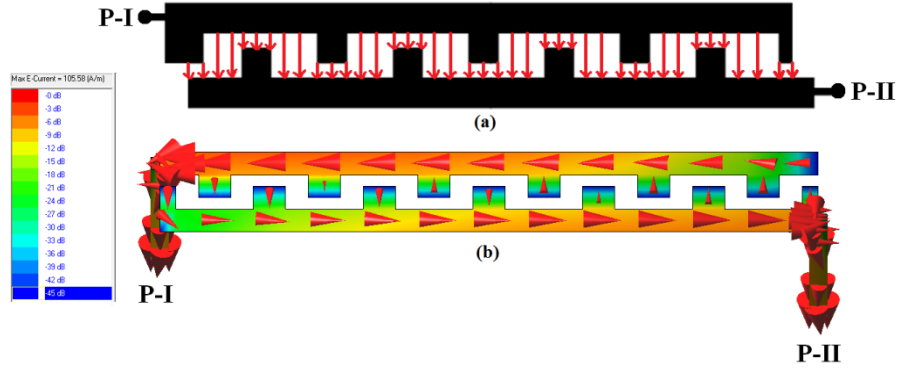 P-I
P-II
(a)
Max E-Current = 105.58 (A/m)
-0 dB
-3 dB
-6 dB
-9 dB
-12 dB
-15 dB
-18 dB
-21 dB
-24 dB
-27 dB
-30 dB
-33 dB
-36 dB
-39 dB
-42 dB
-45 dB
(b)
P-I
P-II